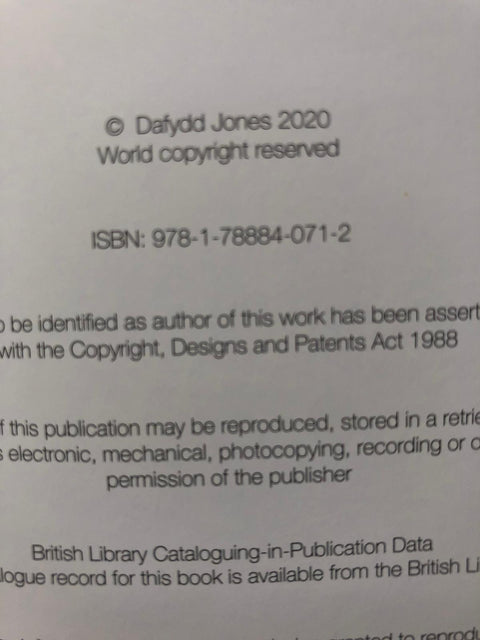 © Dafydd Jones 2020
World copyright reserved
ISBN: 978-1-78884-071-2
be identified as author of this work has been assert
with the Copyright, Designs and Patents Act 1988
f this publication may be reproduced, stored in a retrie
s electronic, mechanical, photocopying, recording or o
permission of the publisher
British Library Cataloguing-in-Publication Data
logue record for this book is available from the British Li